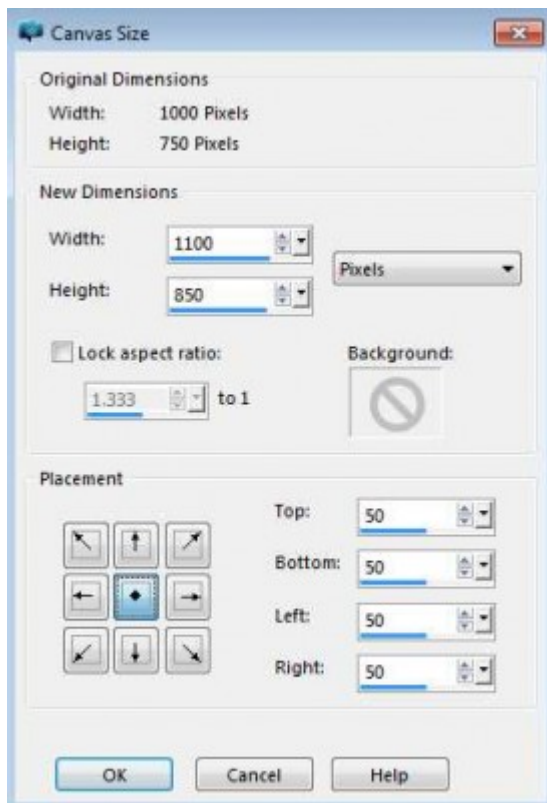 Canvas Size
Original Dimensions
Width: 1000 Pixels
Height: 750 Pixels
New Dimensions
Width: 1100
Pixels
Height: 850
Lock aspect ratio:
Background:
1.333 to 1
Placement
Top: 50
Bottom: 50
Left: 50
Right: 50
OK Cancel Help